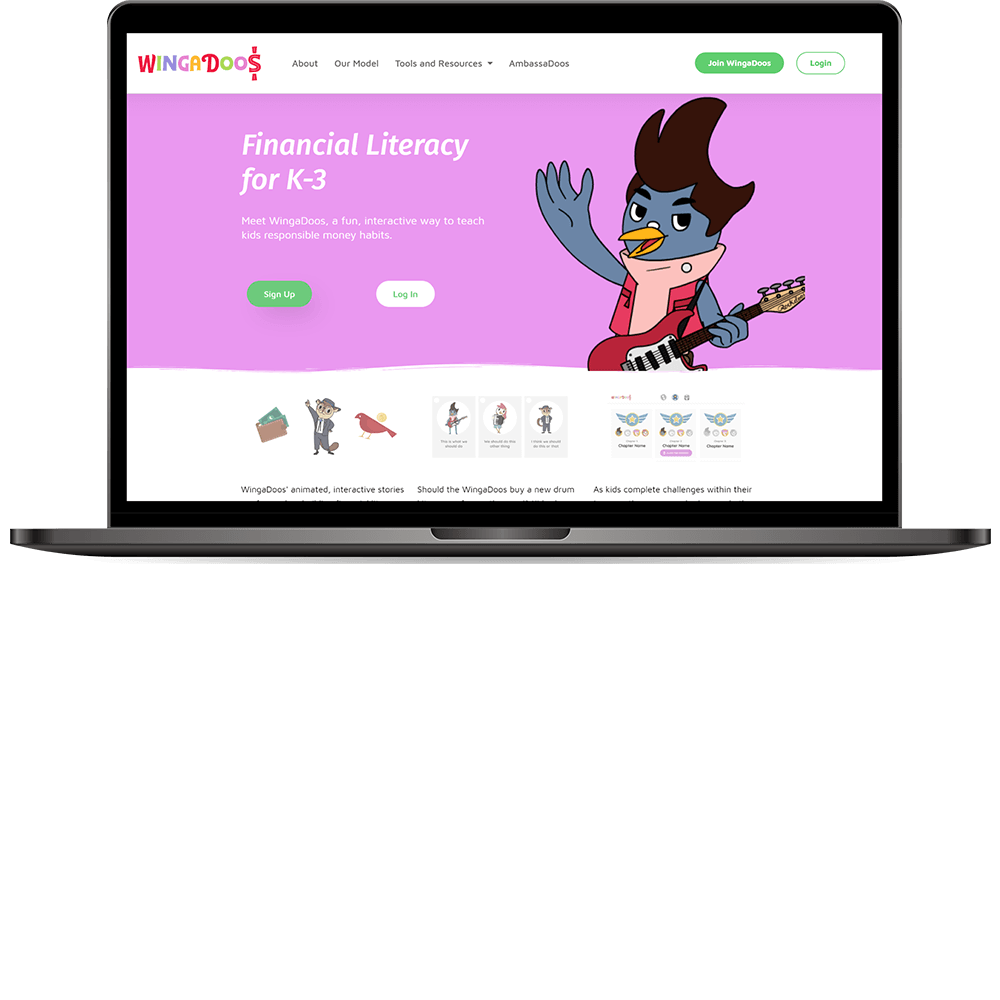 WINGADOO$
About Our Model Tools and Resources AmbassaDoos Join WingaDoos Login
Financial Literacy
for K-3
Meet WingaDoos, a fun, interactive way to teach
kids responsible money habits.
Sign Up Log In
This is what we should do
We should do this other thing
I think we should do this or that
Chapter Name Chapter Name Chapter Name
WingaDoos' animated, interactive stories
Should the WingaDoos buy a new drum
As kids complete challenges within their